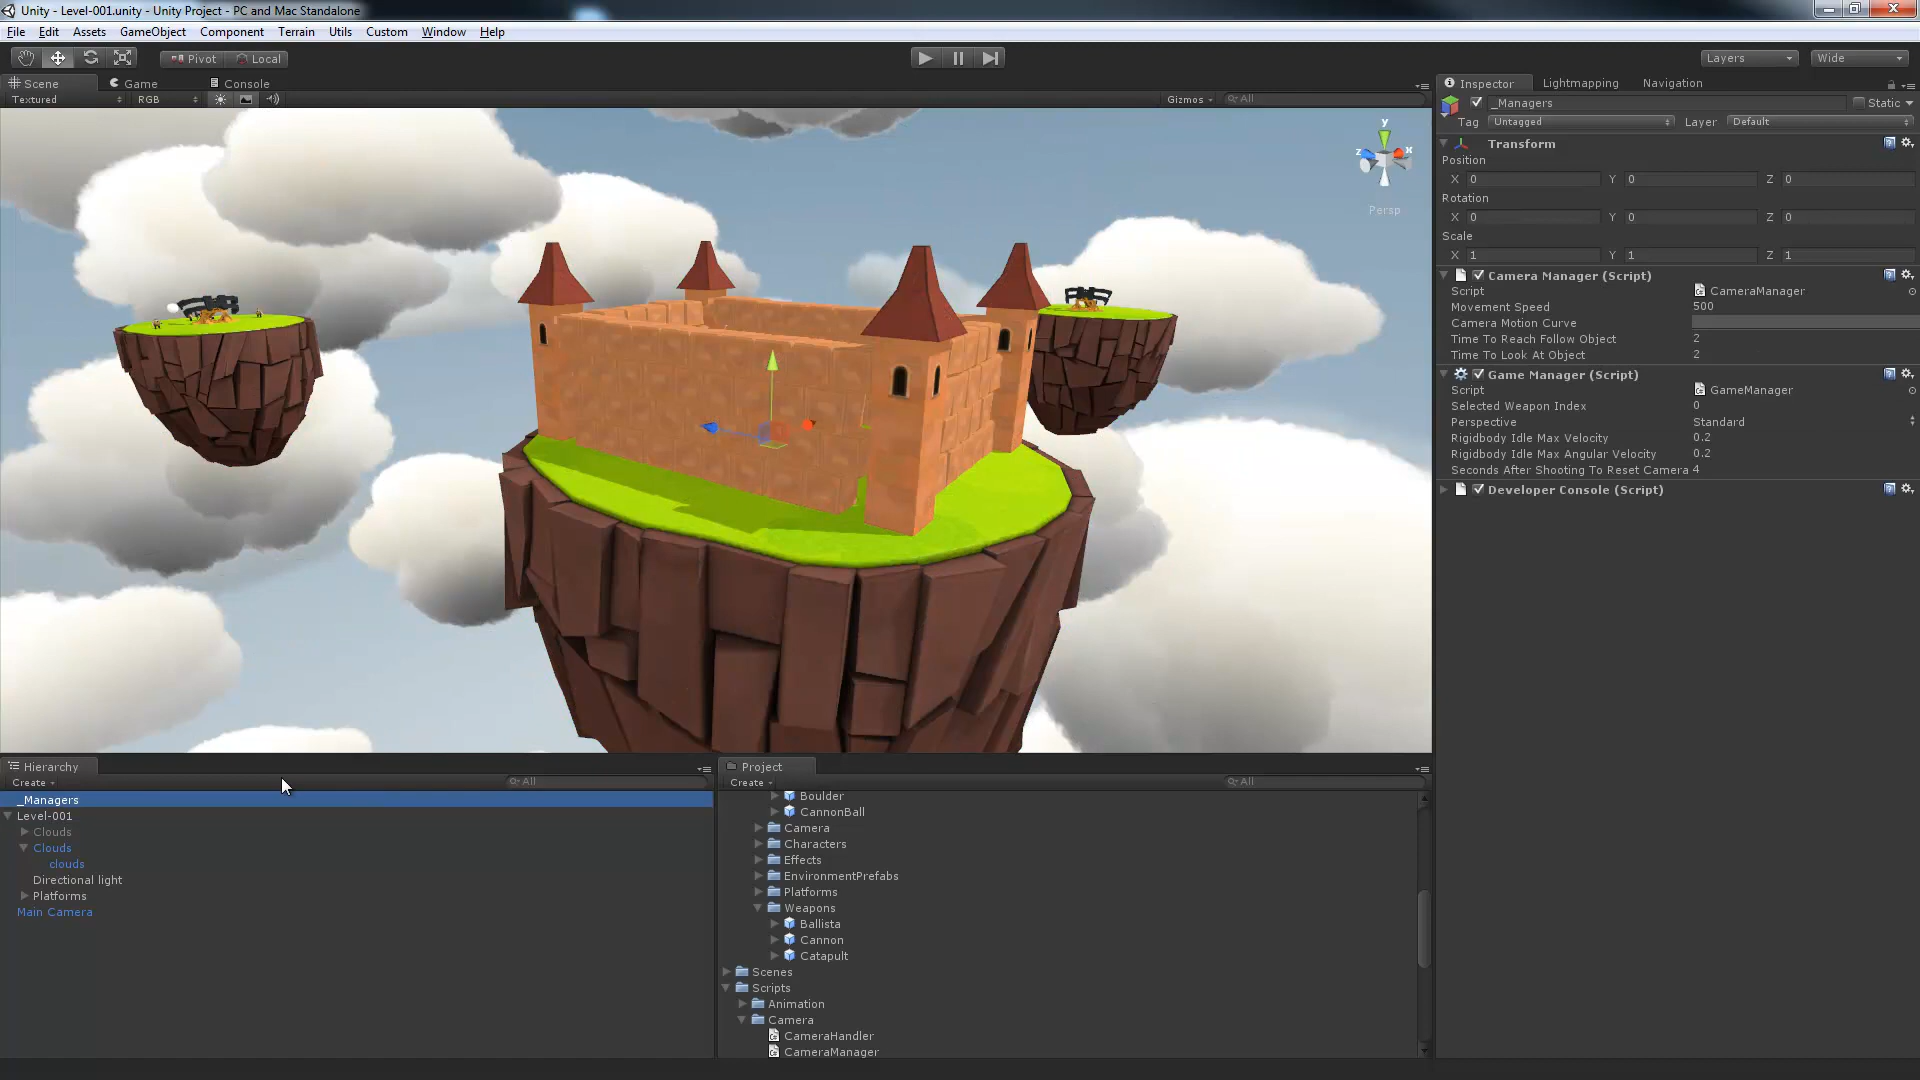 Unity - Level-001.unity - Unity Project - PC and Mac Standalone
File Edit Assets GameObject Component Terrain Utils Custom Window Help
Pivot Local Layers Wide
Scene Game Console
Textured RGB Gizmos All
y
z x
Persp
Inspector Lightmapping Navigation
_Managers Static
Tag Untagged Layer Default
Transform
Position
X 0 Y 0 Z 0
Rotation
X 0 Y 0 Z 0
Scale
X 1 Y 1 Z 1
Camera Manager (Script)
Script CameraManager
Movement Speed 500
Camera Motion Curve
Time To Reach Follow Object 2
Time To Look At Object 2
Game Manager (Script)
Script GameManager
Selected Weapon Index 0
Perspective Standard
Rigidbody Idle Max Velocity 0.2
Rigidbody Idle Max Angular Velocity 0.2
Seconds After Shooting To Reset Camera 4
Developer Console (Script)
Hierarchy
Create All
_Managers
Level-001
Clouds
Clouds
clouds
Directional light
Platforms
Main Camera
Project
Create All
Boulder
CannonBall
Camera
Characters
Effects
EnvironmentPrefabs
Platforms
Weapons
Ballista
Cannon
Catapult
Scenes
Scripts
Animation
Camera
CameraHandler
CameraManager